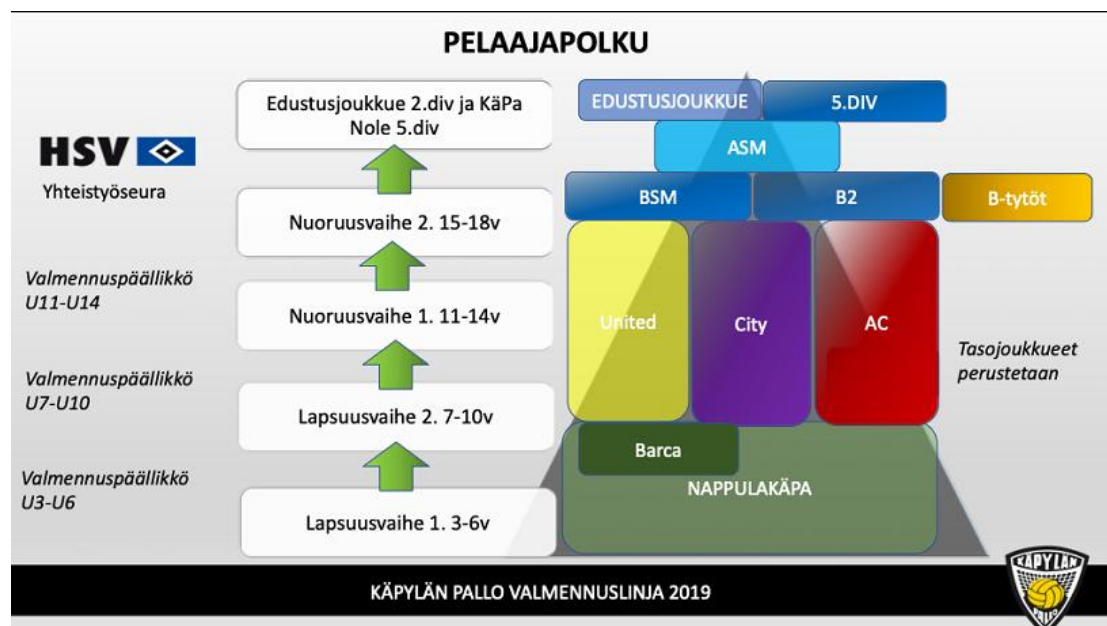 PELAAJAPOLKU
HSV
Yhteistyöseura
Valmennuspäällikkö
U11-U14
Valmennuspäällikkö
U7-U10
Valmennuspäällikkö
U3-U6
Edustusjoukkue 2.div ja KäPa
Nole 5.div
Nuoruusvaihe 2. 15-18v
Nuoruusvaihe 1. 11-14v
Lapsuusvaihe 2. 7-10v
Lapsuusvaihe 1. 3-6v
EDUSTUSJOUKKUE
5.DIV
ASM
BSM
B2
B-tytöt
United
City
AC
Barca
NAPPULAKÄPA
Tasojoukkueet
perustetaan
KÄPYLÄN PALLO VALMENNUSLINJA 2019
KÄPYLÄN
PALLO